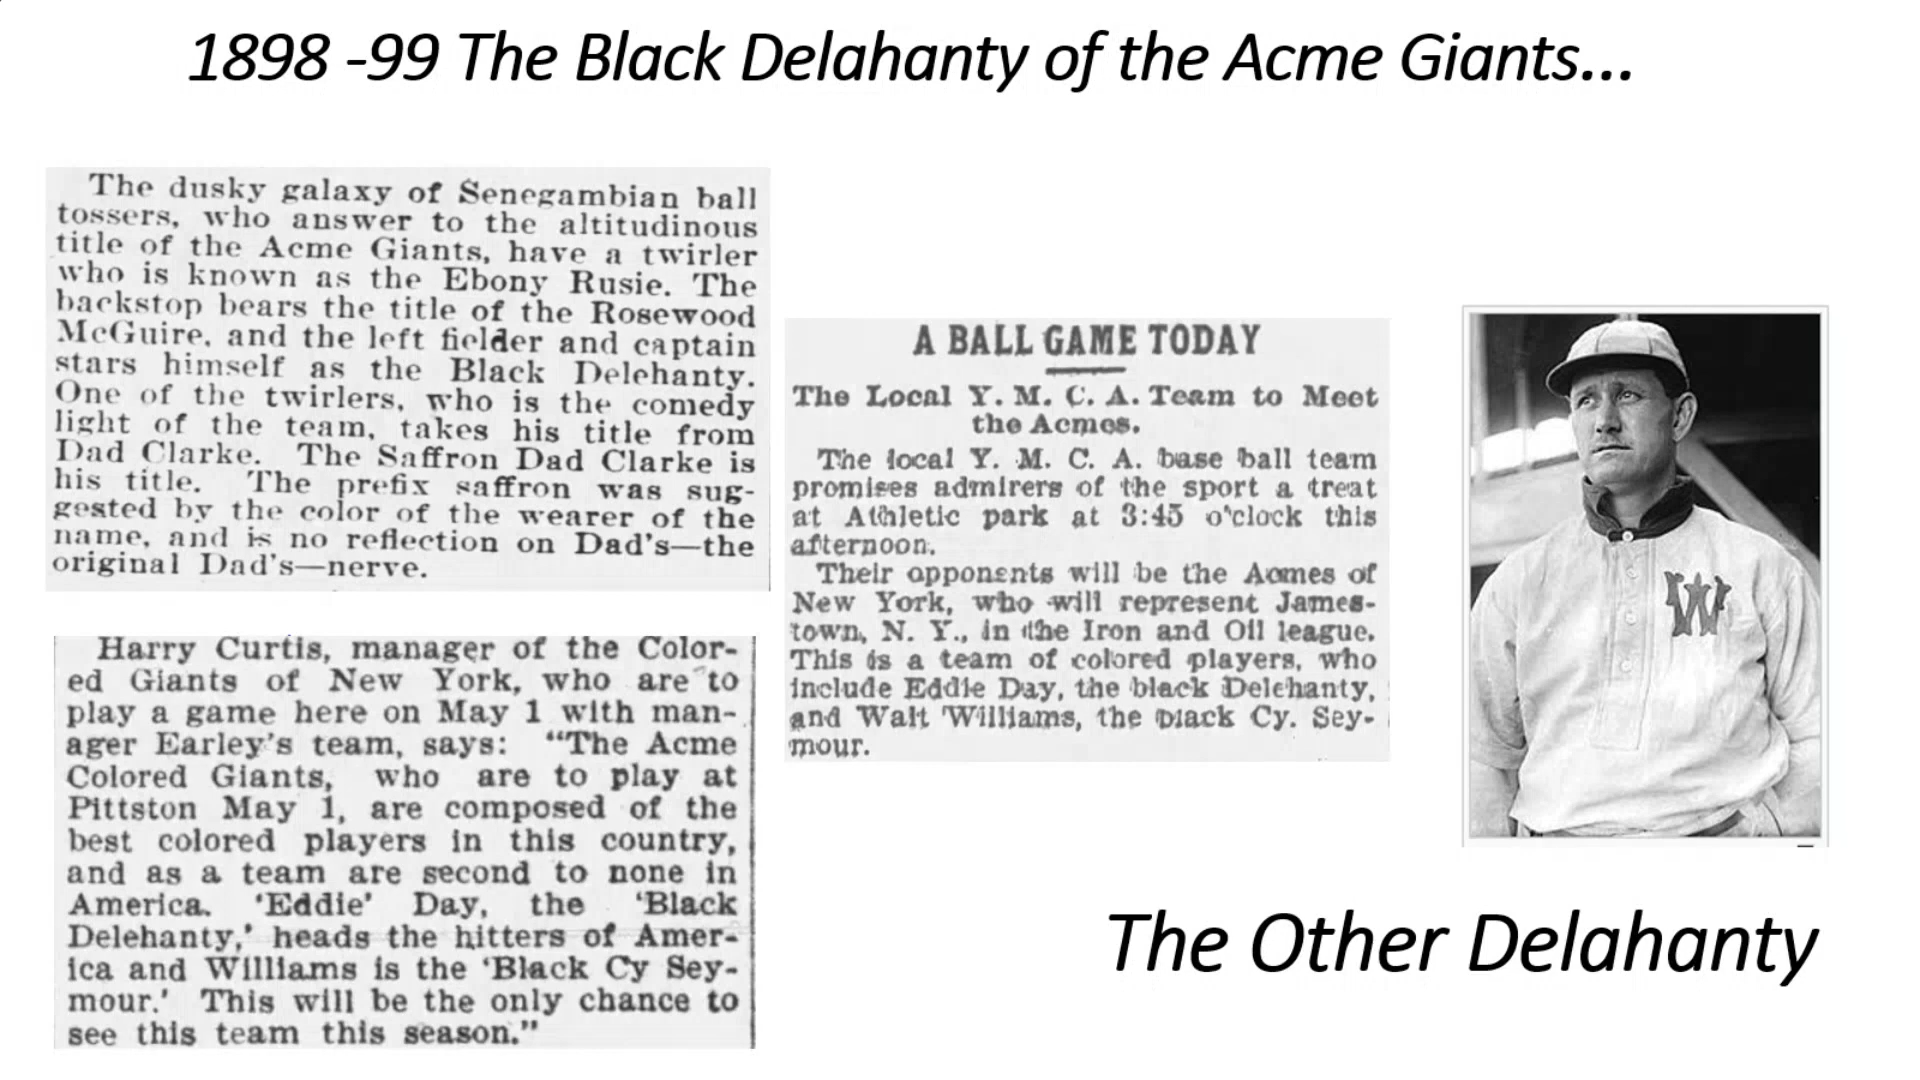 1898 -99 The Black Delahanty of the Acme Giants...
The dusky galaxy of Senegambian ball
tossers, who answer to the altitudinous
title of the Acme Giants, have a twirler
who is known as the Ebony Rusie. The
backstop bears the title of the Rosewood
McGuire, and the left fielder and captain
stars himself as the Black Delehanty.
One of the twirlers, who is the comedy
light of the team, takes his title from
Dad Clarke. The Saffron Dad Clarke is
his title. The prefix saffron was sug-
gested by the color of the wearer of the
name, and is no reflection on Dad's—the
original Dad's—nerve.
Harry Curtis, manager of the Color-
ed Giants of New York, who are to
play a game here on May 1 with man-
ager Earley's team, says: "The Acme
Colored Giants, who are to play at
Pittston May 1, are composed of the
best colored players in this country,
and as a team are second to none in
America. 'Eddie' Day, the 'Black
Delehanty,' heads the hitters of Amer-
ica and Williams is the 'Black Cy Sey-
mour.' This will be the only chance to
see this team this season."
A BALL GAME TODAY
The Local Y. M. C. A. Team to Meet
the Acmes.
The local Y. M. C. A. base ball team
promises admirers of the sport a treat
at Athletic park at 3:45 o'clock this
afternoon.
Their opponents will be the Acmes of
New York, who will represent James-
town, N. Y., in the Iron and Oil league.
This is a team of colored players, who
include Eddie Day, the black Delehanty,
and Walt Williams, the black Cy. Sey-
mour.
W
The Other Delahanty